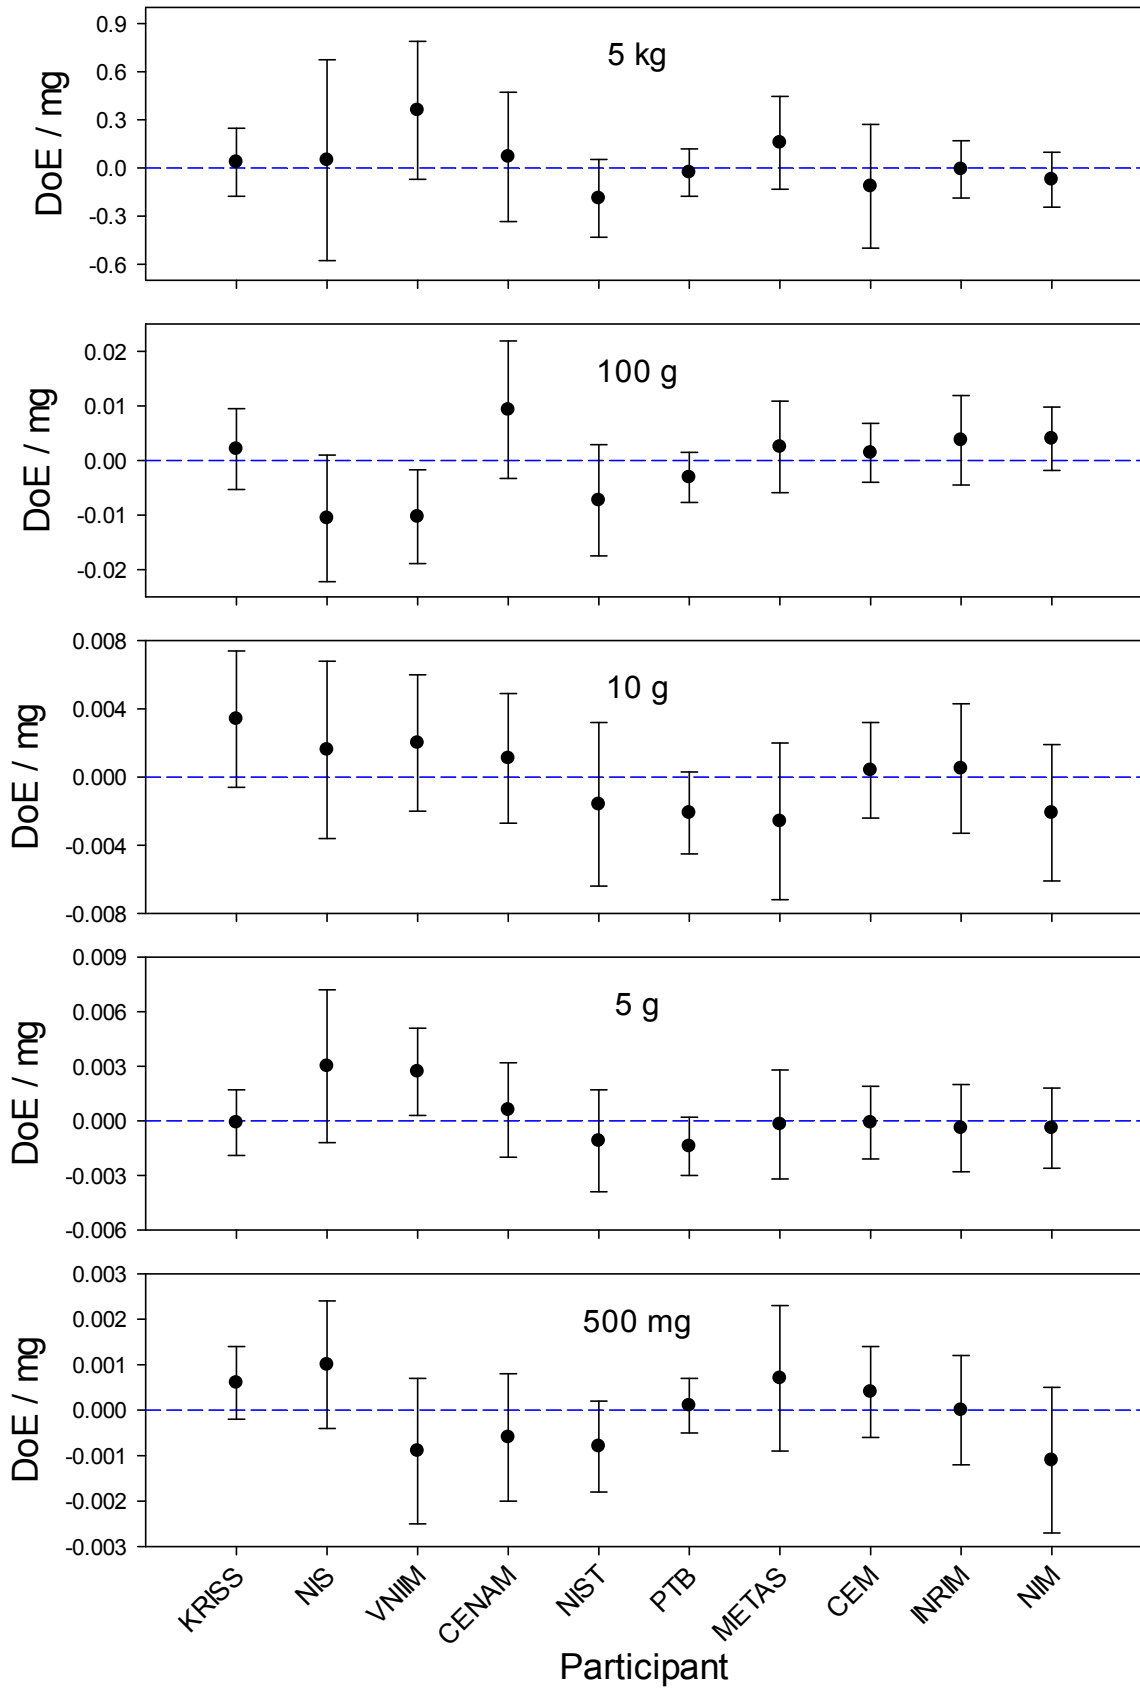 5 kg
DoE / mg
0.9
0.6
0.3
0.0
-0.3
-0.6
100 g
DoE / mg
0.02
0.01
0.00
-0.01
-0.02
10 g
DoE / mg
0.008
0.004
0.000
-0.004
-0.008
5 g
DoE / mg
0.009
0.006
0.003
0.000
-0.003
-0.006
500 mg
DoE / mg
0.003
0.002
0.001
0.000
-0.001
-0.002
-0.003
KRISS
NIS
VNIIM
CENAM
NIST
PTB
METAS
CEM
INRIM
NIM
Participant